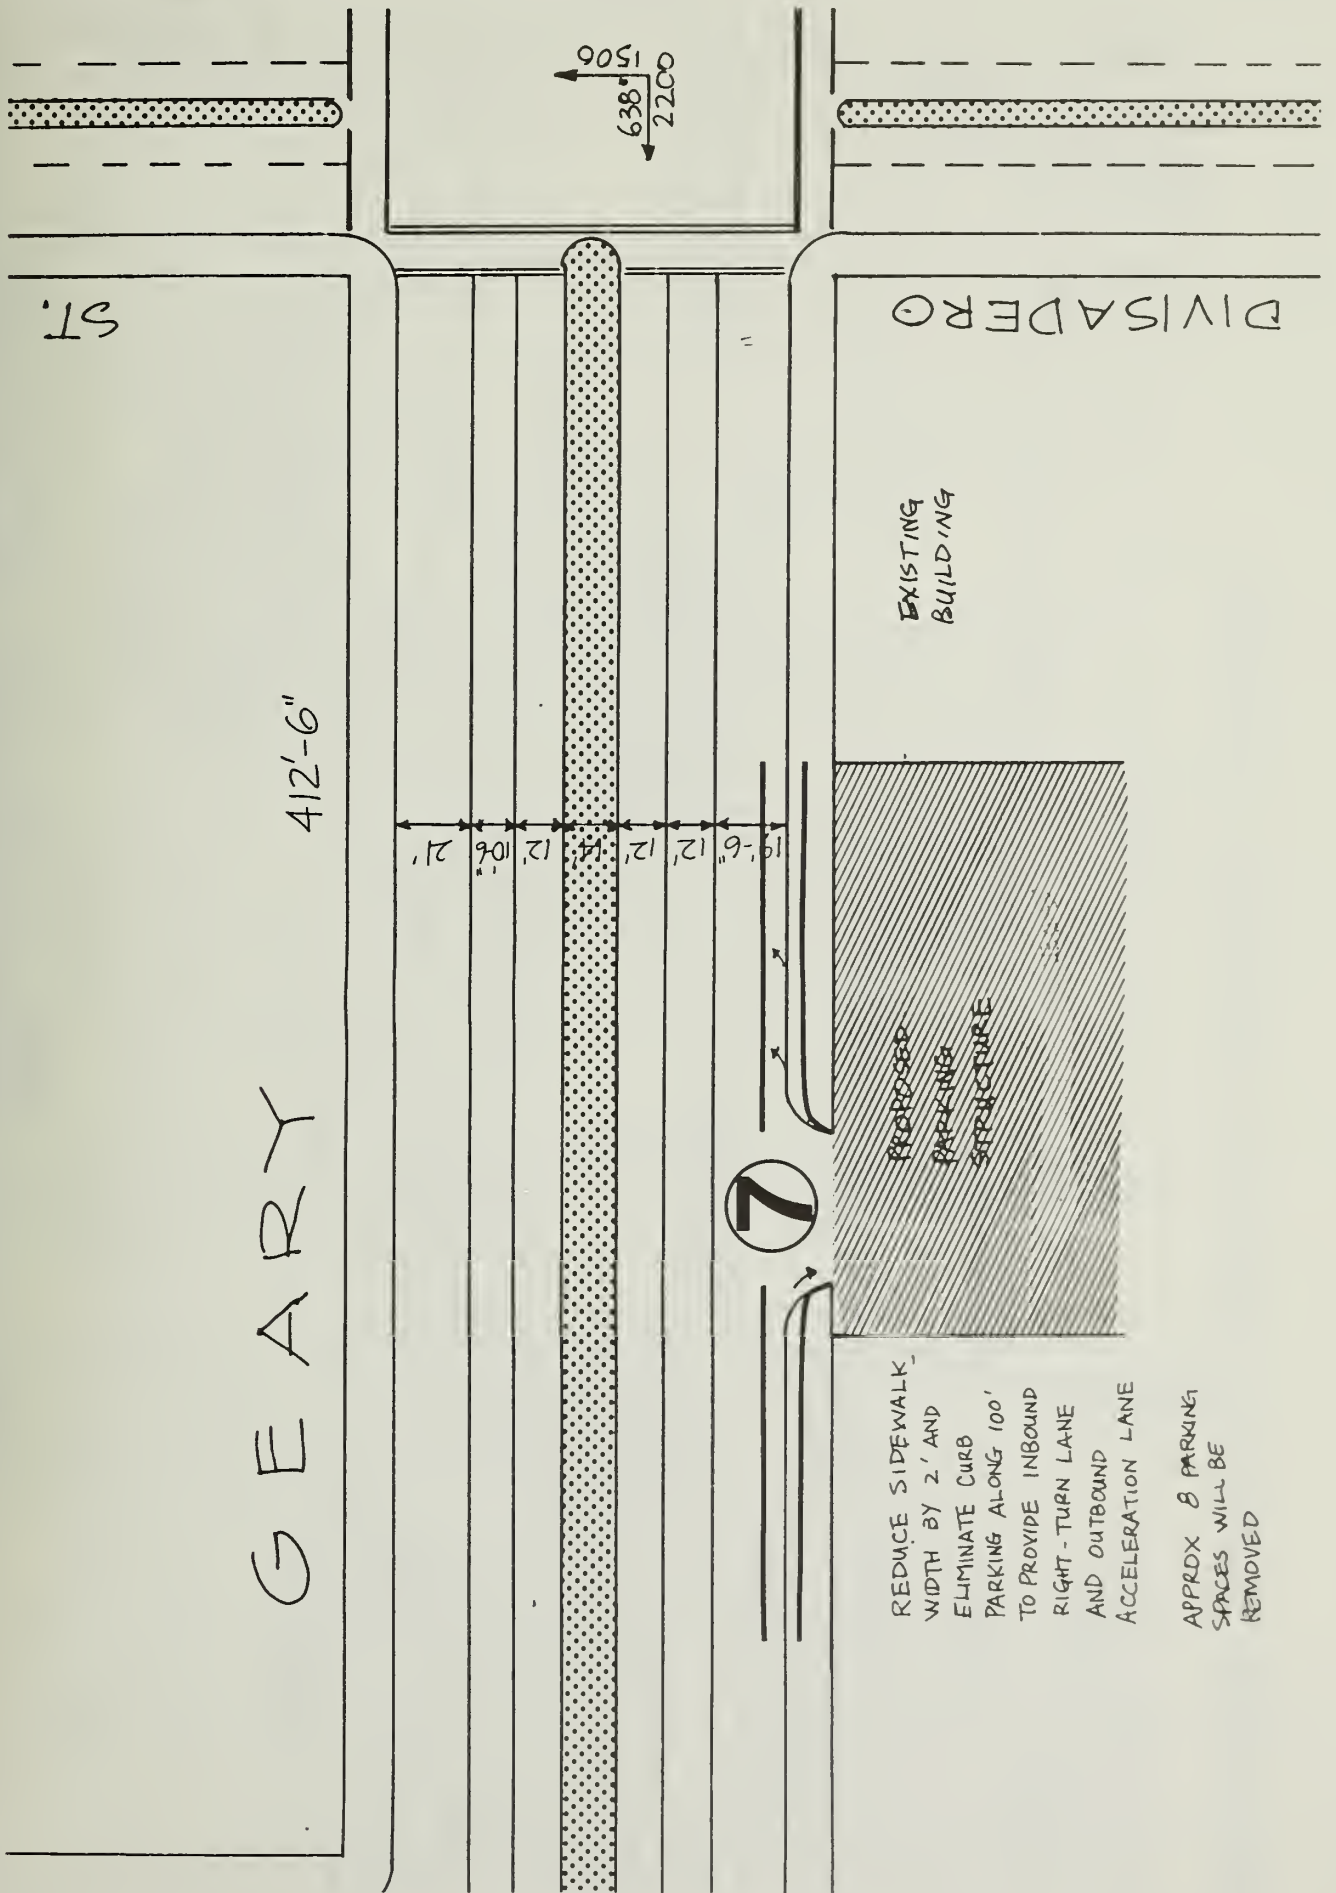 GEARY
412'-6"
ST.
DIVISADERO
1506
638"
2200
21'
10'-6"
12'
14'
12'
12'
19'-6"
7
EXISTING
BUILDING
PROPOSED
PARKING
STRUCTURE
REDUCE SIDEWALK
WIDTH BY 2' AND
ELIMINATE CURB
PARKING ALONG 100'
TO PROVIDE INBOUND
RIGHT-TURN LANE
AND OUTBOUND
ACCELERATION LANE
APPROX 8 PARKING
SPACES WILL BE
REMOVED